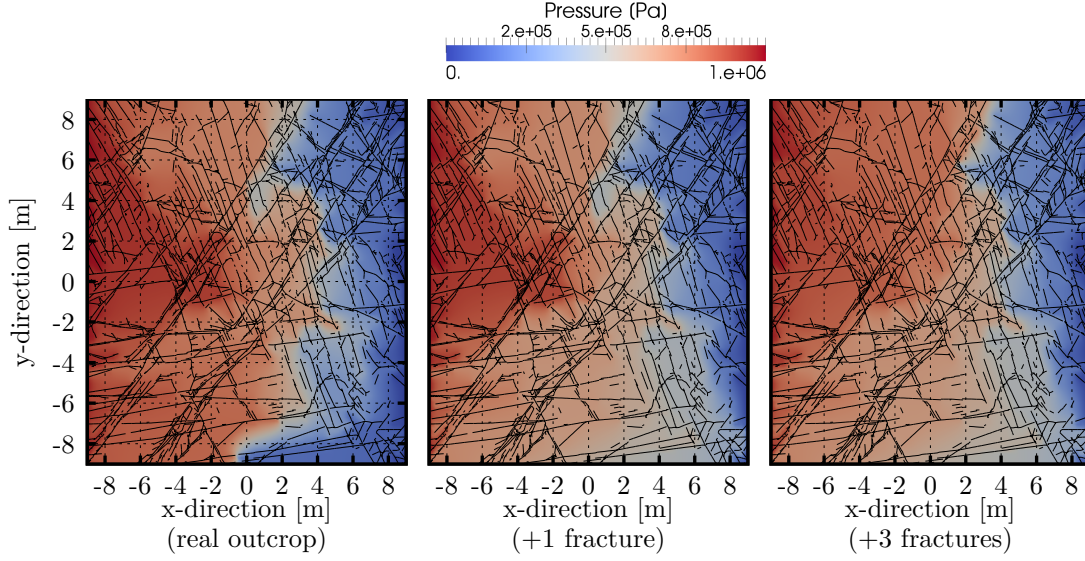 Pressure (Pa)
2.e+05 5.e+05 8.e+05
0. 1.e+06
8
6
4
2
0
-2
-4
-6
-8
y-direction [m]
-8 -6 -4 -2 0 2 4 6 8 -8 -6 -4 -2 0 2 4 6 8 -8 -6 -4 -2 0 2 4 6 8
x-direction [m] x-direction [m] x-direction [m]
(real outcrop) (+1 fracture) (+3 fractures)